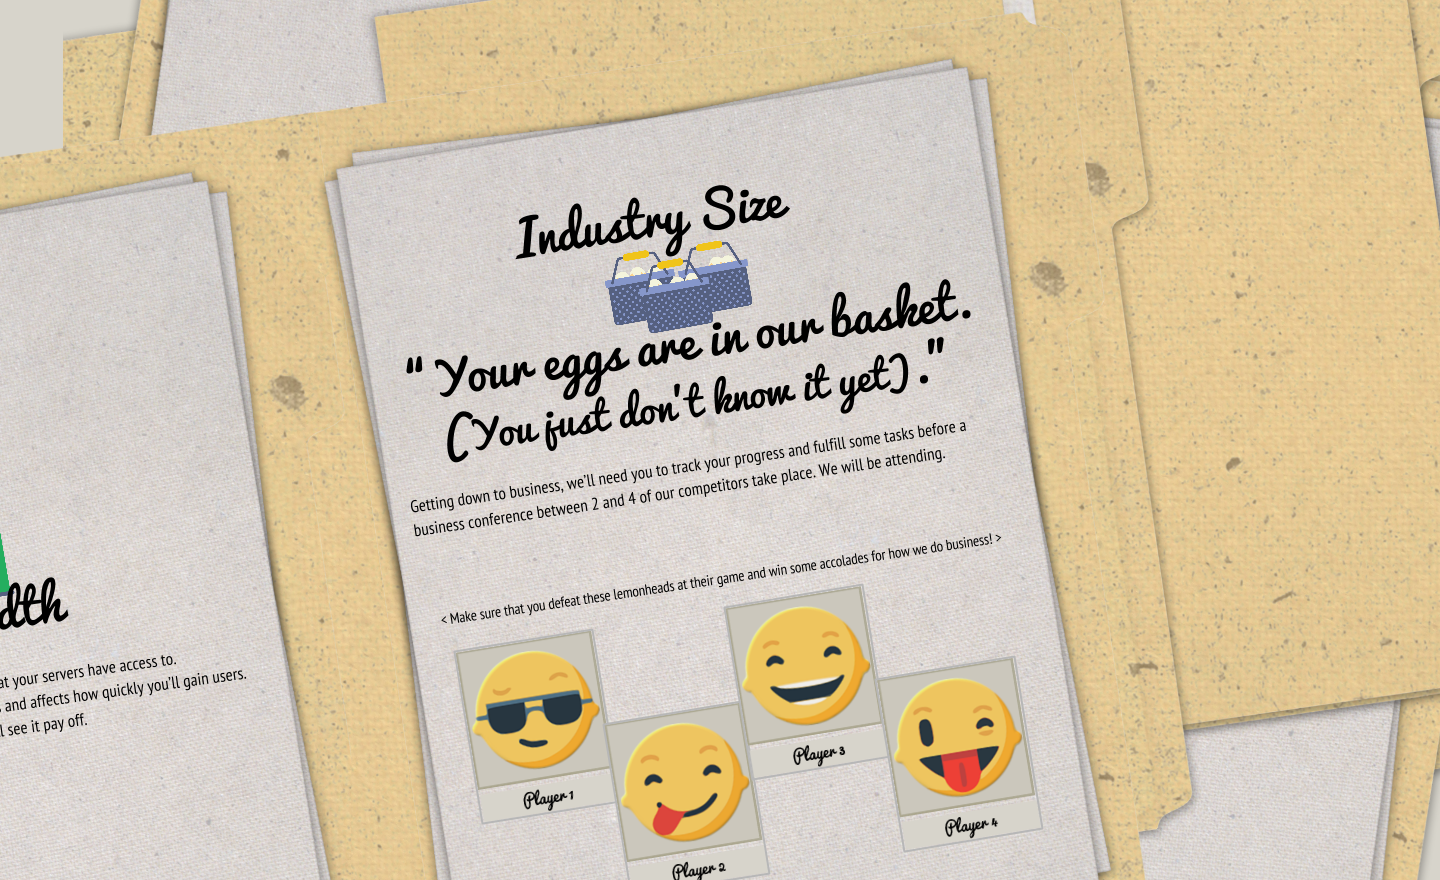 Industry Size
“ Your eggs are in our basket.
(You just don't know it yet) .”
Getting down to business, we'll need you to track your progress and fulfill some tasks before a
business conference between 2 and 4 of our competitors take place. We will be attending.
< Make sure that you defeat these lemonheads at their game and win some accolades for how we do business! >
Player 1
Player 2
Player 3
Player 4
dth
at your servers have access to.
and affects how quickly you'll gain users.
see it pay off.